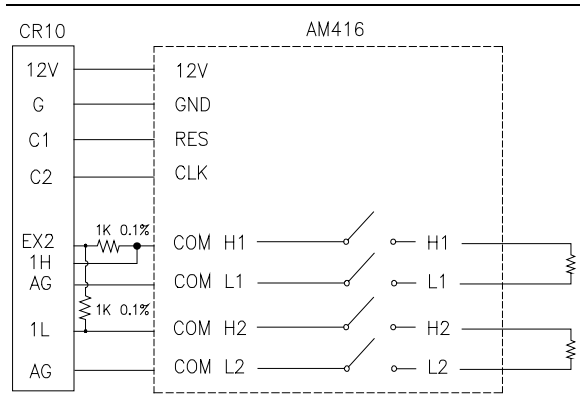 CR10 AM416
12V 12V
G GND
C1 RES
C2 CLK
1K 0.1%
EX2 COM H1 H1
1H
AG COM L1 L1
1K 0.1%
1L COM H2 H2
AG COM L2 L2